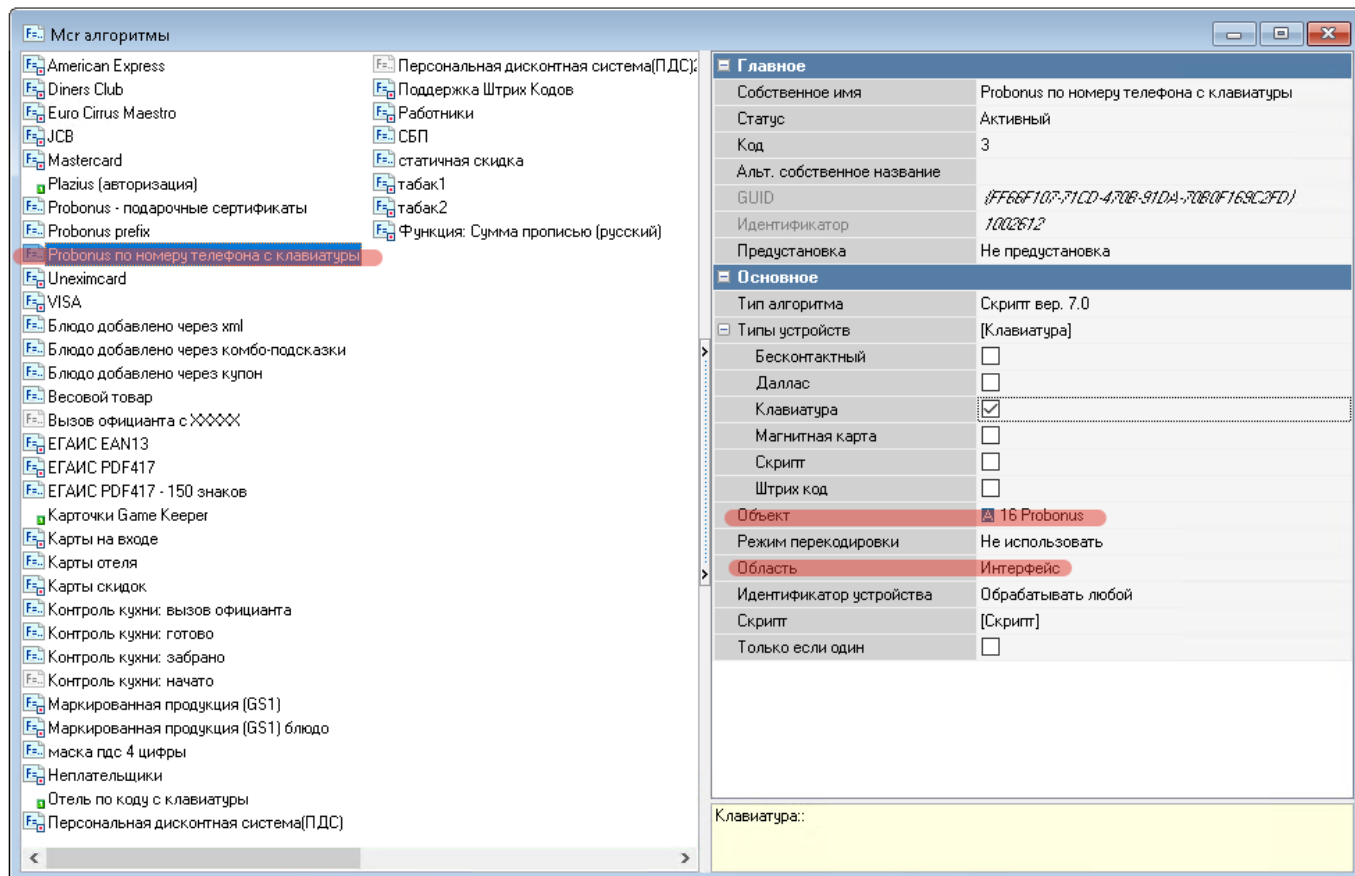 Mcr алгоритмы
American Express
Diners Club
Euro Cirrus Maestro
JCB
Mastercard
Plazius (авторизация)
Probonus - подарочные сертификаты
Probonus prefix
Probonus по номеру телефона с клавиатуры
Uneximcard
VISA
Блюдо добавлено через xml
Блюдо добавлено через комбо-подсказки
Блюдо добавлено через купон
Весовой товар
Вызов официанта с XXXXX
ЕГАИС EAN13
ЕГАИС PDF417
ЕГАИС PDF417 - 150 знаков
Карточки Game Keeper
Карты на входе
Карты отеля
Карты скидок
Контроль кухни: вызов официанта
Контроль кухни: готово
Контроль кухни: забрано
Контроль кухни: начато
Маркированная продукция (GS1)
Маркированная продукция (GS1) блюдо
маска пдс 4 цифры
Неплательщики
Отель по коду с клавиатуры
Персональная дисконтная система(ПДС)
Персональная дисконтная система(ПДС)2
Поддержка Штрих Кодов
Работники
СБП
статичная скидка
табак1
табак2
Функция: Сумма прописью (русский)
Главное
Собственное имя Probonus по номеру телефона с клавиатуры
Статус Активный
Код 3
Альт. собственное название
GUID {FF66F107-71CD-470B-91DA-70B0F169C2FD}
Идентификатор 1002612
Предустановка Не предустановка
Основное
Тип алгоритма Скрипт вер. 7.0
Типы устройств [Клавиатура]
Бесконтактный
Даллас
Клавиатура
Магнитная карта
Скрипт
Штрих код
Объект 16 Probonus
Режим перекодировки Не использовать
Область Интерфейс
Идентификатор устройства Обрабатывать любой
Скрипт [Скрипт]
Только если один
Клавиатура::